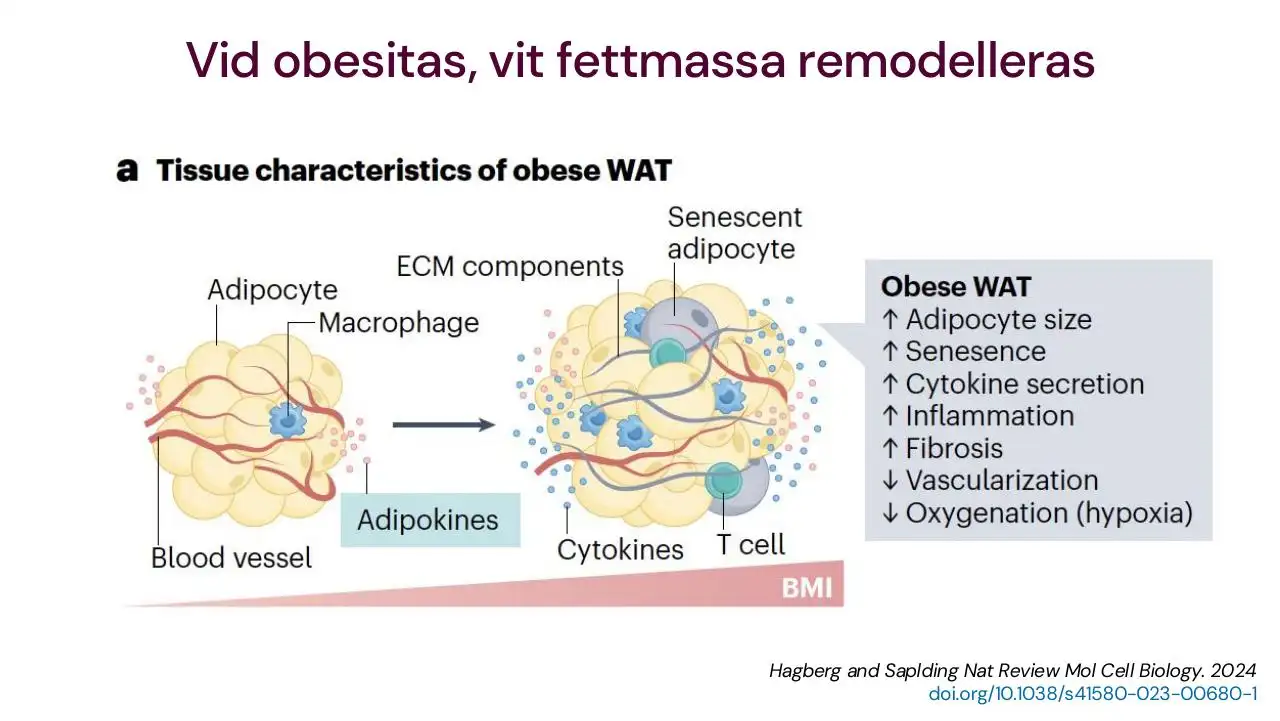 Vid obesitas, vit fettmassa remodelleras
a Tissue characteristics of obese WAT
Senescent
adipocyte
ECM components
Adipocyte
Macrophage
Obese WAT
↑ Adipocyte size
↑ Senesence
↑ Cytokine secretion
↑ Inflammation
↑ Fibrosis
↓ Vascularization
↓ Oxygenation (hypoxia)
Adipokines
Blood vessel
Cytokines
T cell
BMI
Hagberg and Saplding Nat Review Mol Cell Biology. 2024
doi.org/10.1038/s41580-023-00680-1